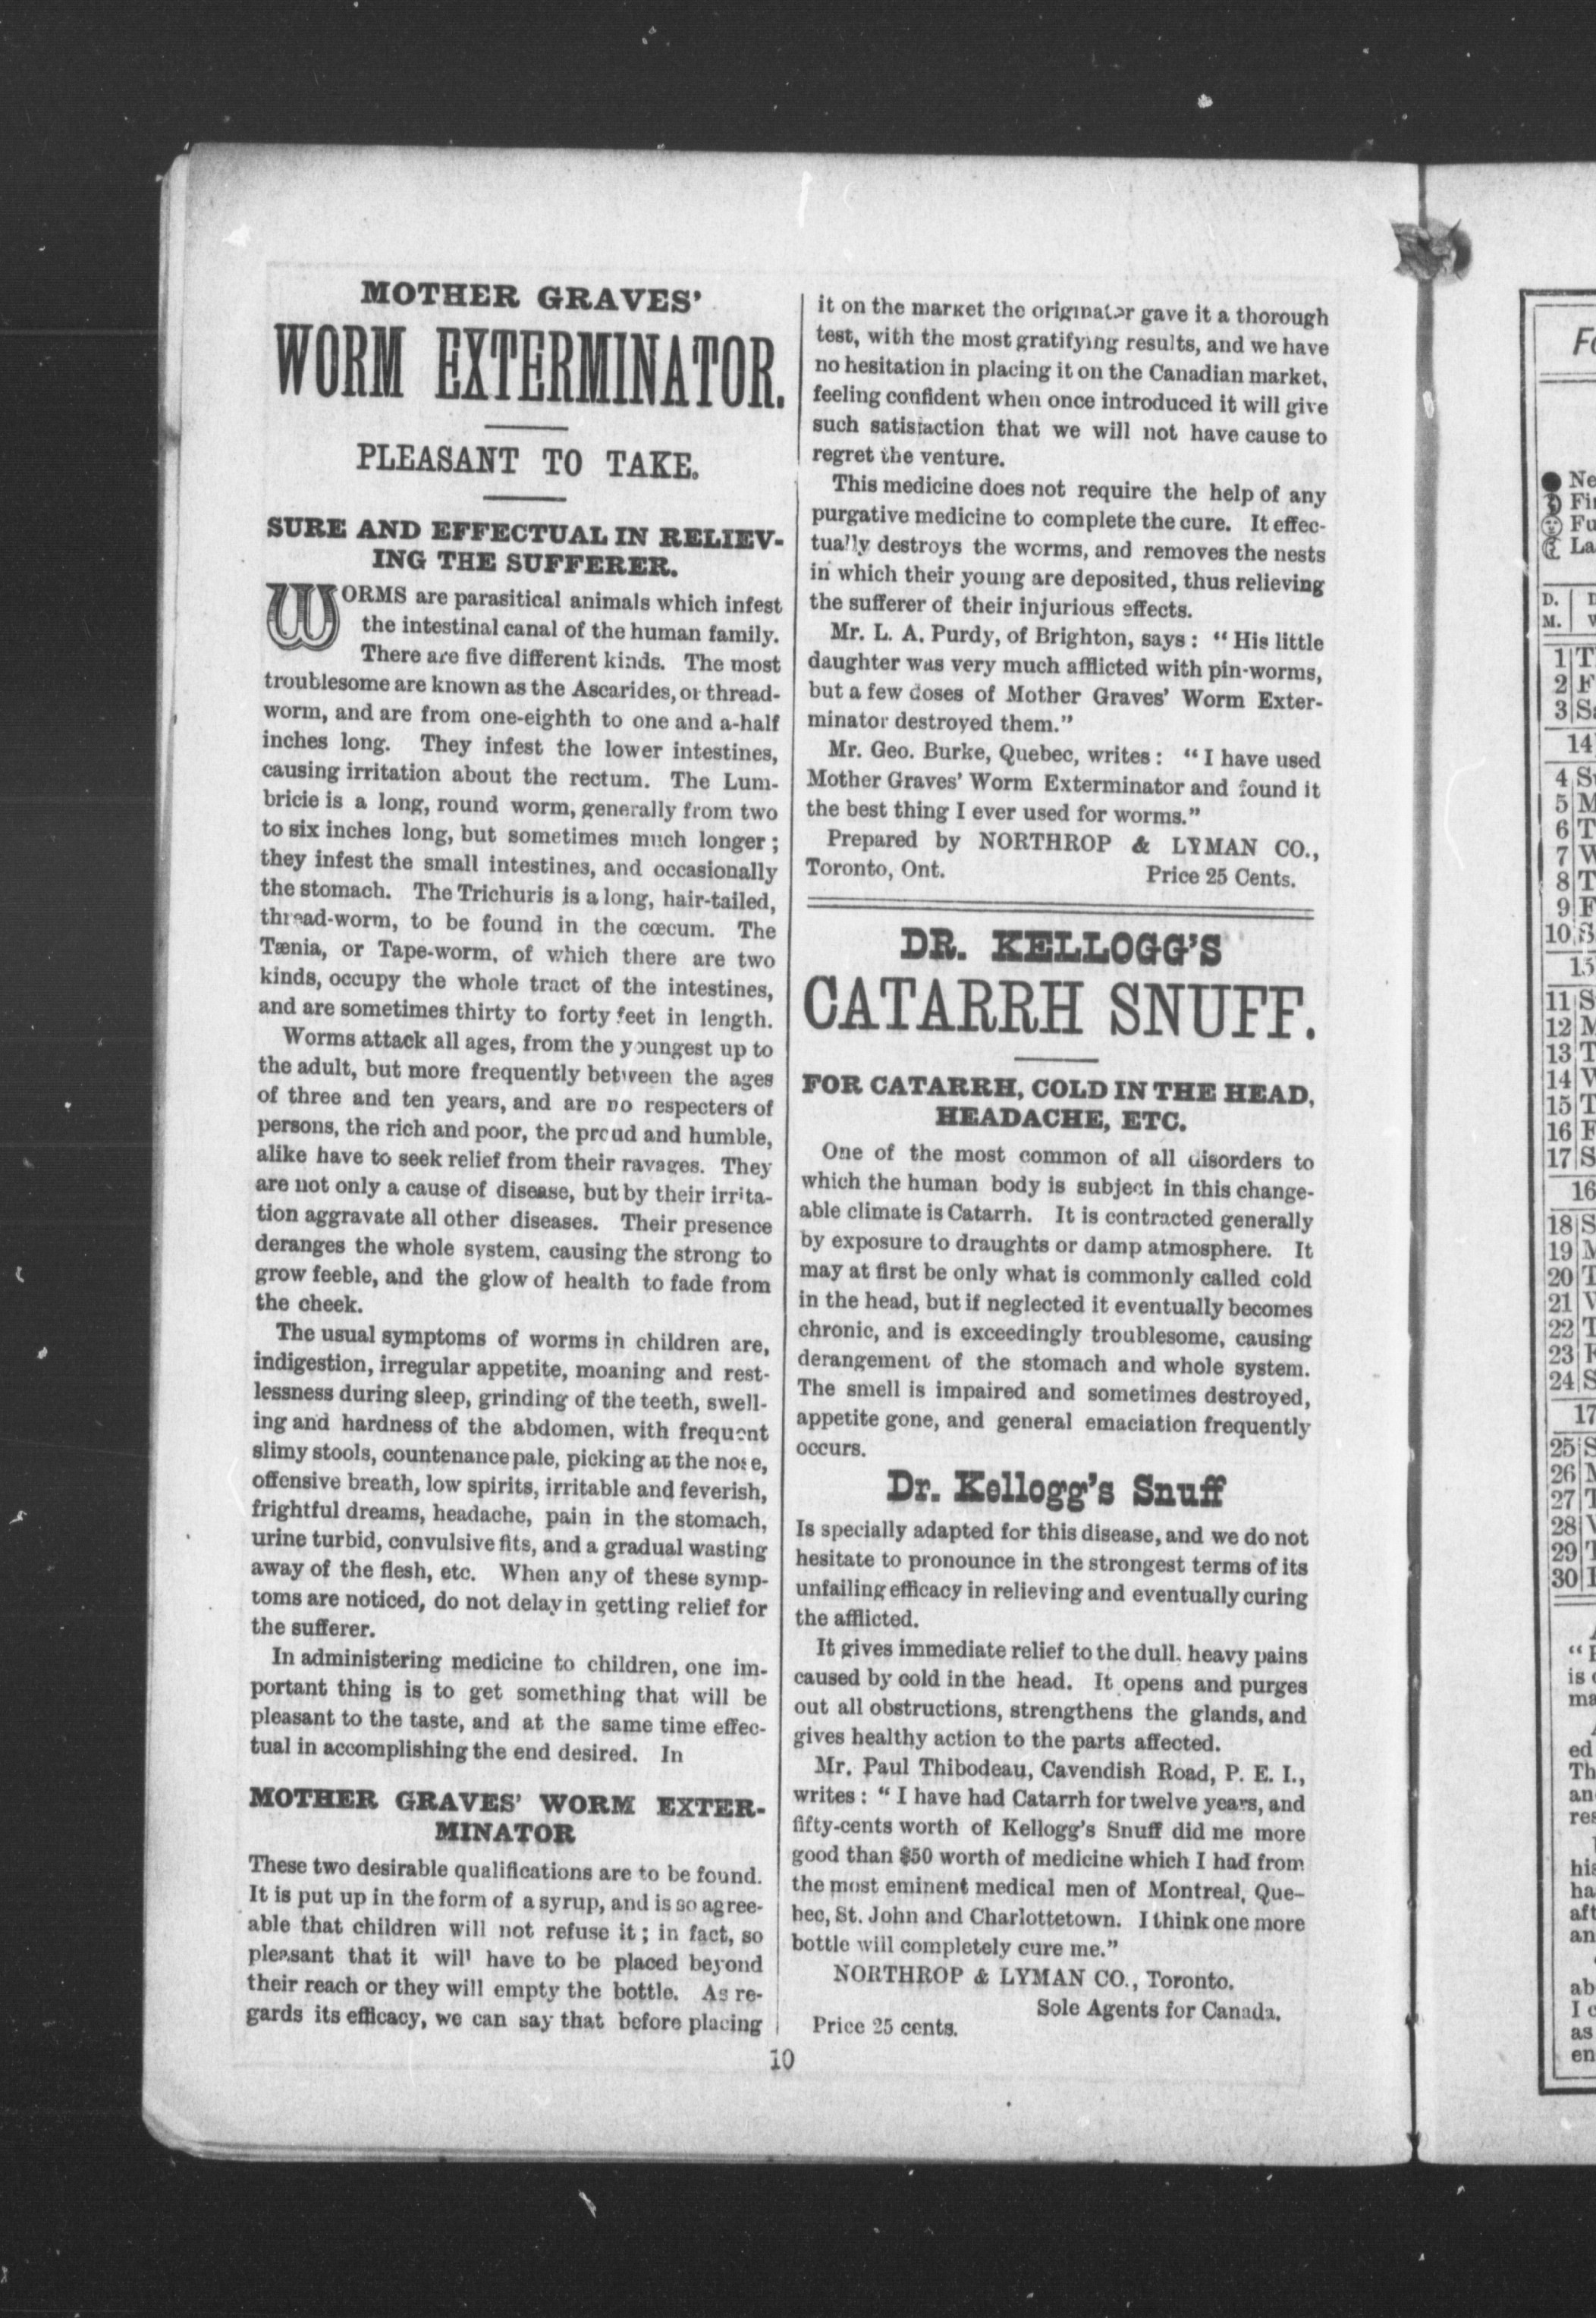 MOTHER GRAVES'
WORM EXTERMINATOR.
PLEASANT TO TAKE.
SURE AND EFFECTUAL IN RELIEV-
ING THE SUFFERER.
WORMS are parasitical animals which infest
the intestinal canal of the human family.
There are five different kinds. The most
troublesome are known as the Ascarides, or thread-
worm, and are from one-eighth to one and a-half
inches long. They infest the lower intestines,
causing irritation about the rectum. The Lum-
bricie is a long, round worm, generally from two
to six inches long, but sometimes much longer;
they infest the small intestines, and occasionally
the stomach. The Trichuris is a long, hair-tailed,
thread-worm, to be found in the cœcum. The
Tænia, or Tape-worm, of which there are two
kinds, occupy the whole tract of the intestines,
and are sometimes thirty to forty feet in length.
Worms attack all ages, from the youngest up to
the adult, but more frequently between the ages
of three and ten years, and are no respecters of
persons, the rich and poor, the proud and humble,
alike have to seek relief from their ravages. They
are not only a cause of disease, but by their irrita-
tion aggravate all other diseases. Their presence
deranges the whole system, causing the strong to
grow feeble, and the glow of health to fade from
the cheek.
The usual symptoms of worms in children are,
indigestion, irregular appetite, moaning and rest-
lessness during sleep, grinding of the teeth, swell-
ing and hardness of the abdomen, with frequent
slimy stools, countenance pale, picking at the nose,
offensive breath, low spirits, irritable and feverish,
frightful dreams, headache, pain in the stomach,
urine turbid, convulsive fits, and a gradual wasting
away of the flesh, etc. When any of these symp-
toms are noticed, do not delay in getting relief for
the sufferer.
In administering medicine to children, one im-
portant thing is to get something that will be
pleasant to the taste, and at the same time effec-
tual in accomplishing the end desired. In
MOTHER GRAVES' WORM EXTER-
MINATOR
These two desirable qualifications are to be found.
It is put up in the form of a syrup, and is so agree-
able that children will not refuse it; in fact, so
pleasant that it will have to be placed beyond
their reach or they will empty the bottle. As re-
gards its efficacy, we can say that before placing
it on the market the originator gave it a thorough
test, with the most gratifying results, and we have
no hesitation in placing it on the Canadian market,
feeling confident when once introduced it will give
such satisfaction that we will not have cause to
regret the venture.
This medicine does not require the help of any
purgative medicine to complete the cure. It effec-
tually destroys the worms, and removes the nests
in which their young are deposited, thus relieving
the sufferer of their injurious effects.
Mr. L. A. Purdy, of Brighton, says: "His little
daughter was very much afflicted with pin-worms,
but a few doses of Mother Graves' Worm Exter-
minator destroyed them."
Mr. Geo. Burke, Quebec, writes: "I have used
Mother Graves' Worm Exterminator and found it
the best thing I ever used for worms."
Prepared by NORTHROP & LYMAN CO.,
Toronto, Ont. Price 25 Cents.
DR. KELLOGG'S
CATARRH SNUFF.
FOR CATARRH, COLD IN THE HEAD,
HEADACHE, ETC.
One of the most common of all disorders to
which the human body is subject in this change-
able climate is Catarrh. It is contracted generally
by exposure to draughts or damp atmosphere. It
may at first be only what is commonly called cold
in the head, but if neglected it eventually becomes
chronic, and is exceedingly troublesome, causing
derangement of the stomach and whole system.
The smell is impaired and sometimes destroyed,
appetite gone, and general emaciation frequently
occurs.
Dr. Kellogg's Snuff
Is specially adapted for this disease, and we do not
hesitate to pronounce in the strongest terms of its
unfailing efficacy in relieving and eventually curing
the afflicted.
It gives immediate relief to the dull, heavy pains
caused by cold in the head. It opens and purges
out all obstructions, strengthens the glands, and
gives healthy action to the parts affected.
Mr. Paul Thibodeau, Cavendish Road, P. E. I.,
writes: "I have had Catarrh for twelve years, and
fifty-cents worth of Kellogg's Snuff did me more
good than $50 worth of medicine which I had from
the most eminent medical men of Montreal, Que-
bec, St. John and Charlottetown. I think one more
bottle will completely cure me."
NORTHROP & LYMAN CO., Toronto.
Sole Agents for Canada.
Price 25 cents.
10
D.
M.
1
2
3
14
4
5
6
7
8
9
10
15
11
12
13
14
15
16
17
16
18
19
20
21
22
23
24
17
25
26
27
28
29
30